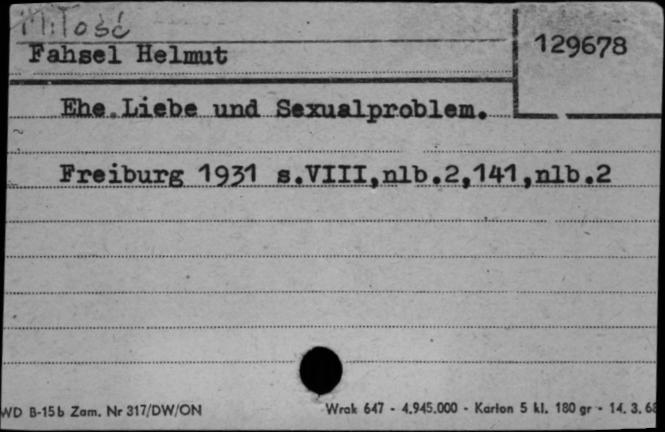 Miłość
Fahsel Helmut
129678
Ehe.Liebe und Sexualproblem.
Freiburg 1931 s.VIII,nlb.2,141,nlb.2
WD B-15b Zam. Nr 317/DW/ON
Wrak 647 - 4.945.000 - Karton 5 kl. 180 gr - 14. 3. 68